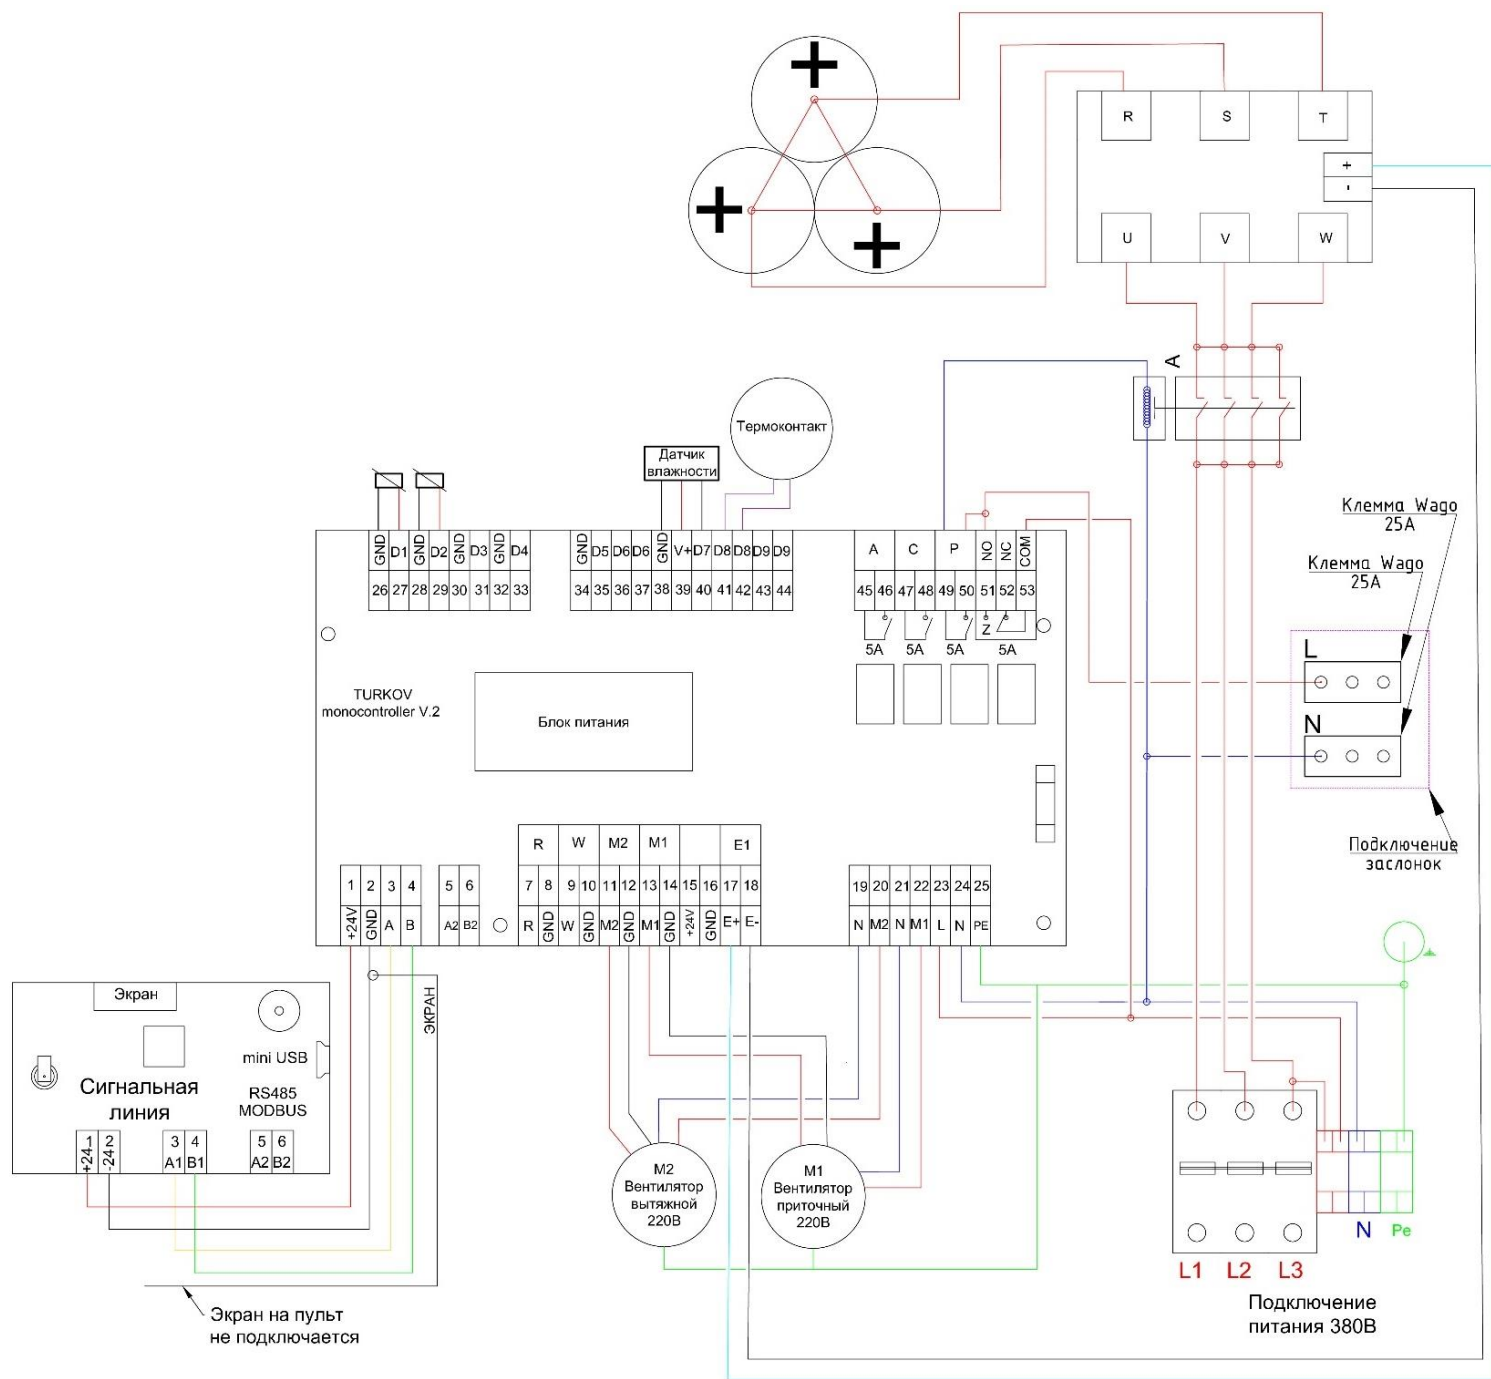 R
S
T
+
-
U
V
W
A
Термоконтакт
Датчик
влажности
Клемма Wago
25А
Клемма Wago
25А
GND D1 GND D2 GND D3 GND D4
26 27 28 29 30 31 32 33
GND D5 D6 D6 GND V+ D7 D8 D8 D9 D9
34 35 36 37 38 39 40 41 42 43 44
A C P NO NC COM
45 46 47 48 49 50 51 52 53
Z
5A 5A 5A 5A
TURKOV
monocontroller V.2
Блок питания
L
N
Подключение
заслонок
R W M2 M1 E1
1 2 3 4
+24V GND A B
5 6
A2 B2
7 8 9 10 11 12 13 14 15 16 17 18
R GND W GND M2 GND M1 GND +24V GND E+ E-
19 20 21 22 23 24 25
N M2 N M1 L N PE
ЭКРАН
Экран
mini USB
Сигнальная
линия
RS485
MODBUS
1 2 3 4 5 6
+24 -24 A1 B1 A2 B2
M2
Вентилятор
вытяжной
220В
M1
Вентилятор
приточный
220В
N
Pe
L1 L2 L3
Подключение
питания 380В
Экран на пульт
не подключается